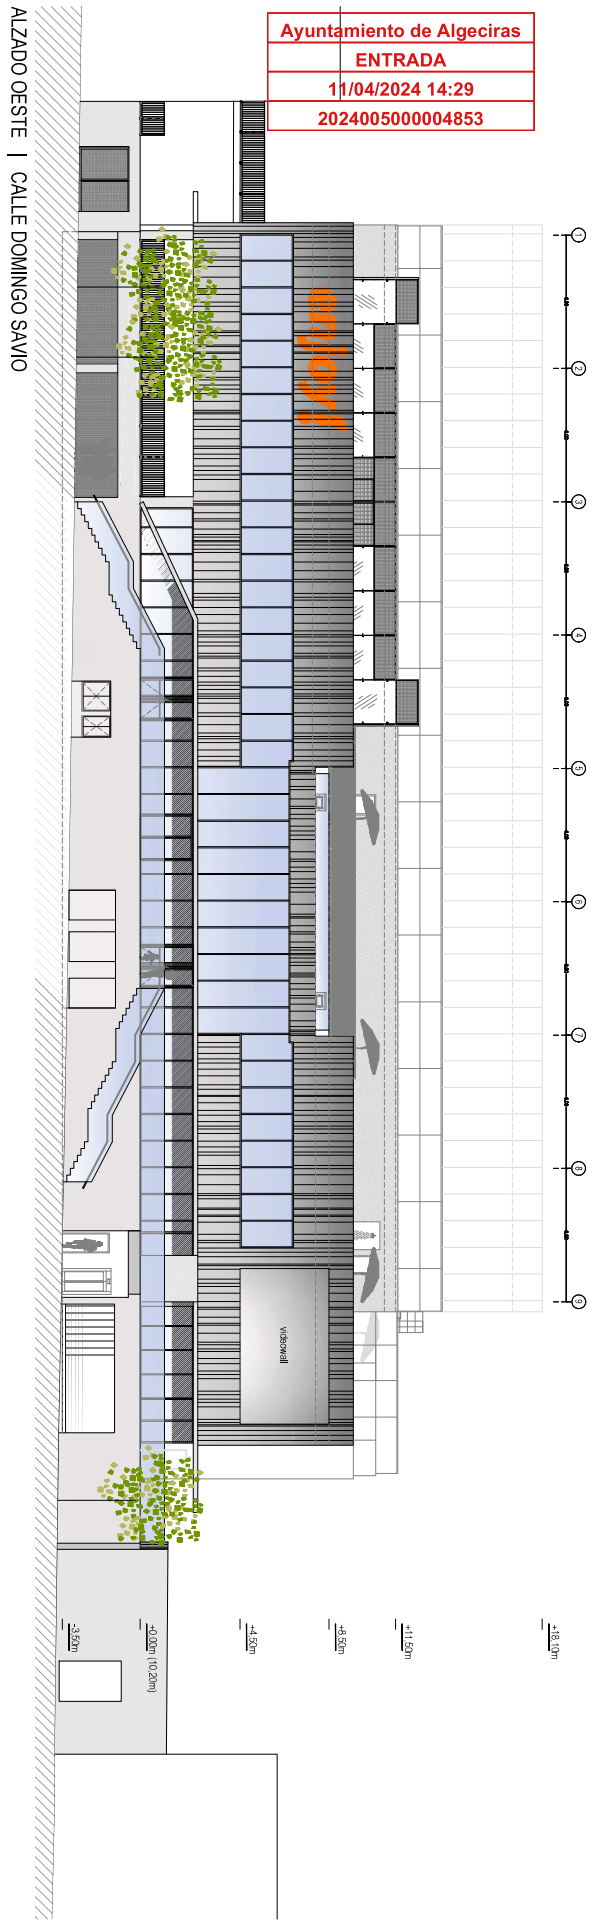 Ayuntamiento de Algeciras
ENTRADA
11/04/2024 14:29
2024005000004853
ALZADO OESTE | CALLE DOMINGO SAVIO
enjoy!
videowall
1
2
3
4
5
6
7
8
9
+18,10m
+11,50m
+8,50m
+4,50m
+0,00m (10,20m)
-3,50m